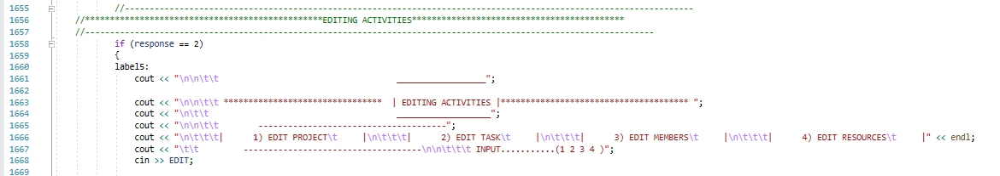 1655 //--------------------------------------------------------------------------------------------------------------------
1656 //************************************************EDITING ACTIVITIES*******************************************
1657 //--------------------------------------------------------------------------------------------------------------------
1658 if (response == 2)
1659 {
1660 label5:
1661 cout << "\n\n\t\t                                    __________________";
1662
1663 cout << "\n\n\t\t ********************************  | EDITING ACTIVITIES |************************************** ";
1664 cout << "\n\t\t                                      ___________________";
1665 cout << "\n\n\t\t        --------------------------------------";
1666 cout << "\n\t\t\t|      1) EDIT PROJECT\t     |\n\t\t\t|      2) EDIT TASK\t     |\n\t\t\t|      3) EDIT MEMBERS\t     |\n\t\t\t|      4) EDIT RESOURCES\t     |" << endl;
1667 cout << "\t\t         ------------------------------------\n\n\t\t\t INPUT...........(1 2 3 4 )";
1668 cin >> EDIT;
1669